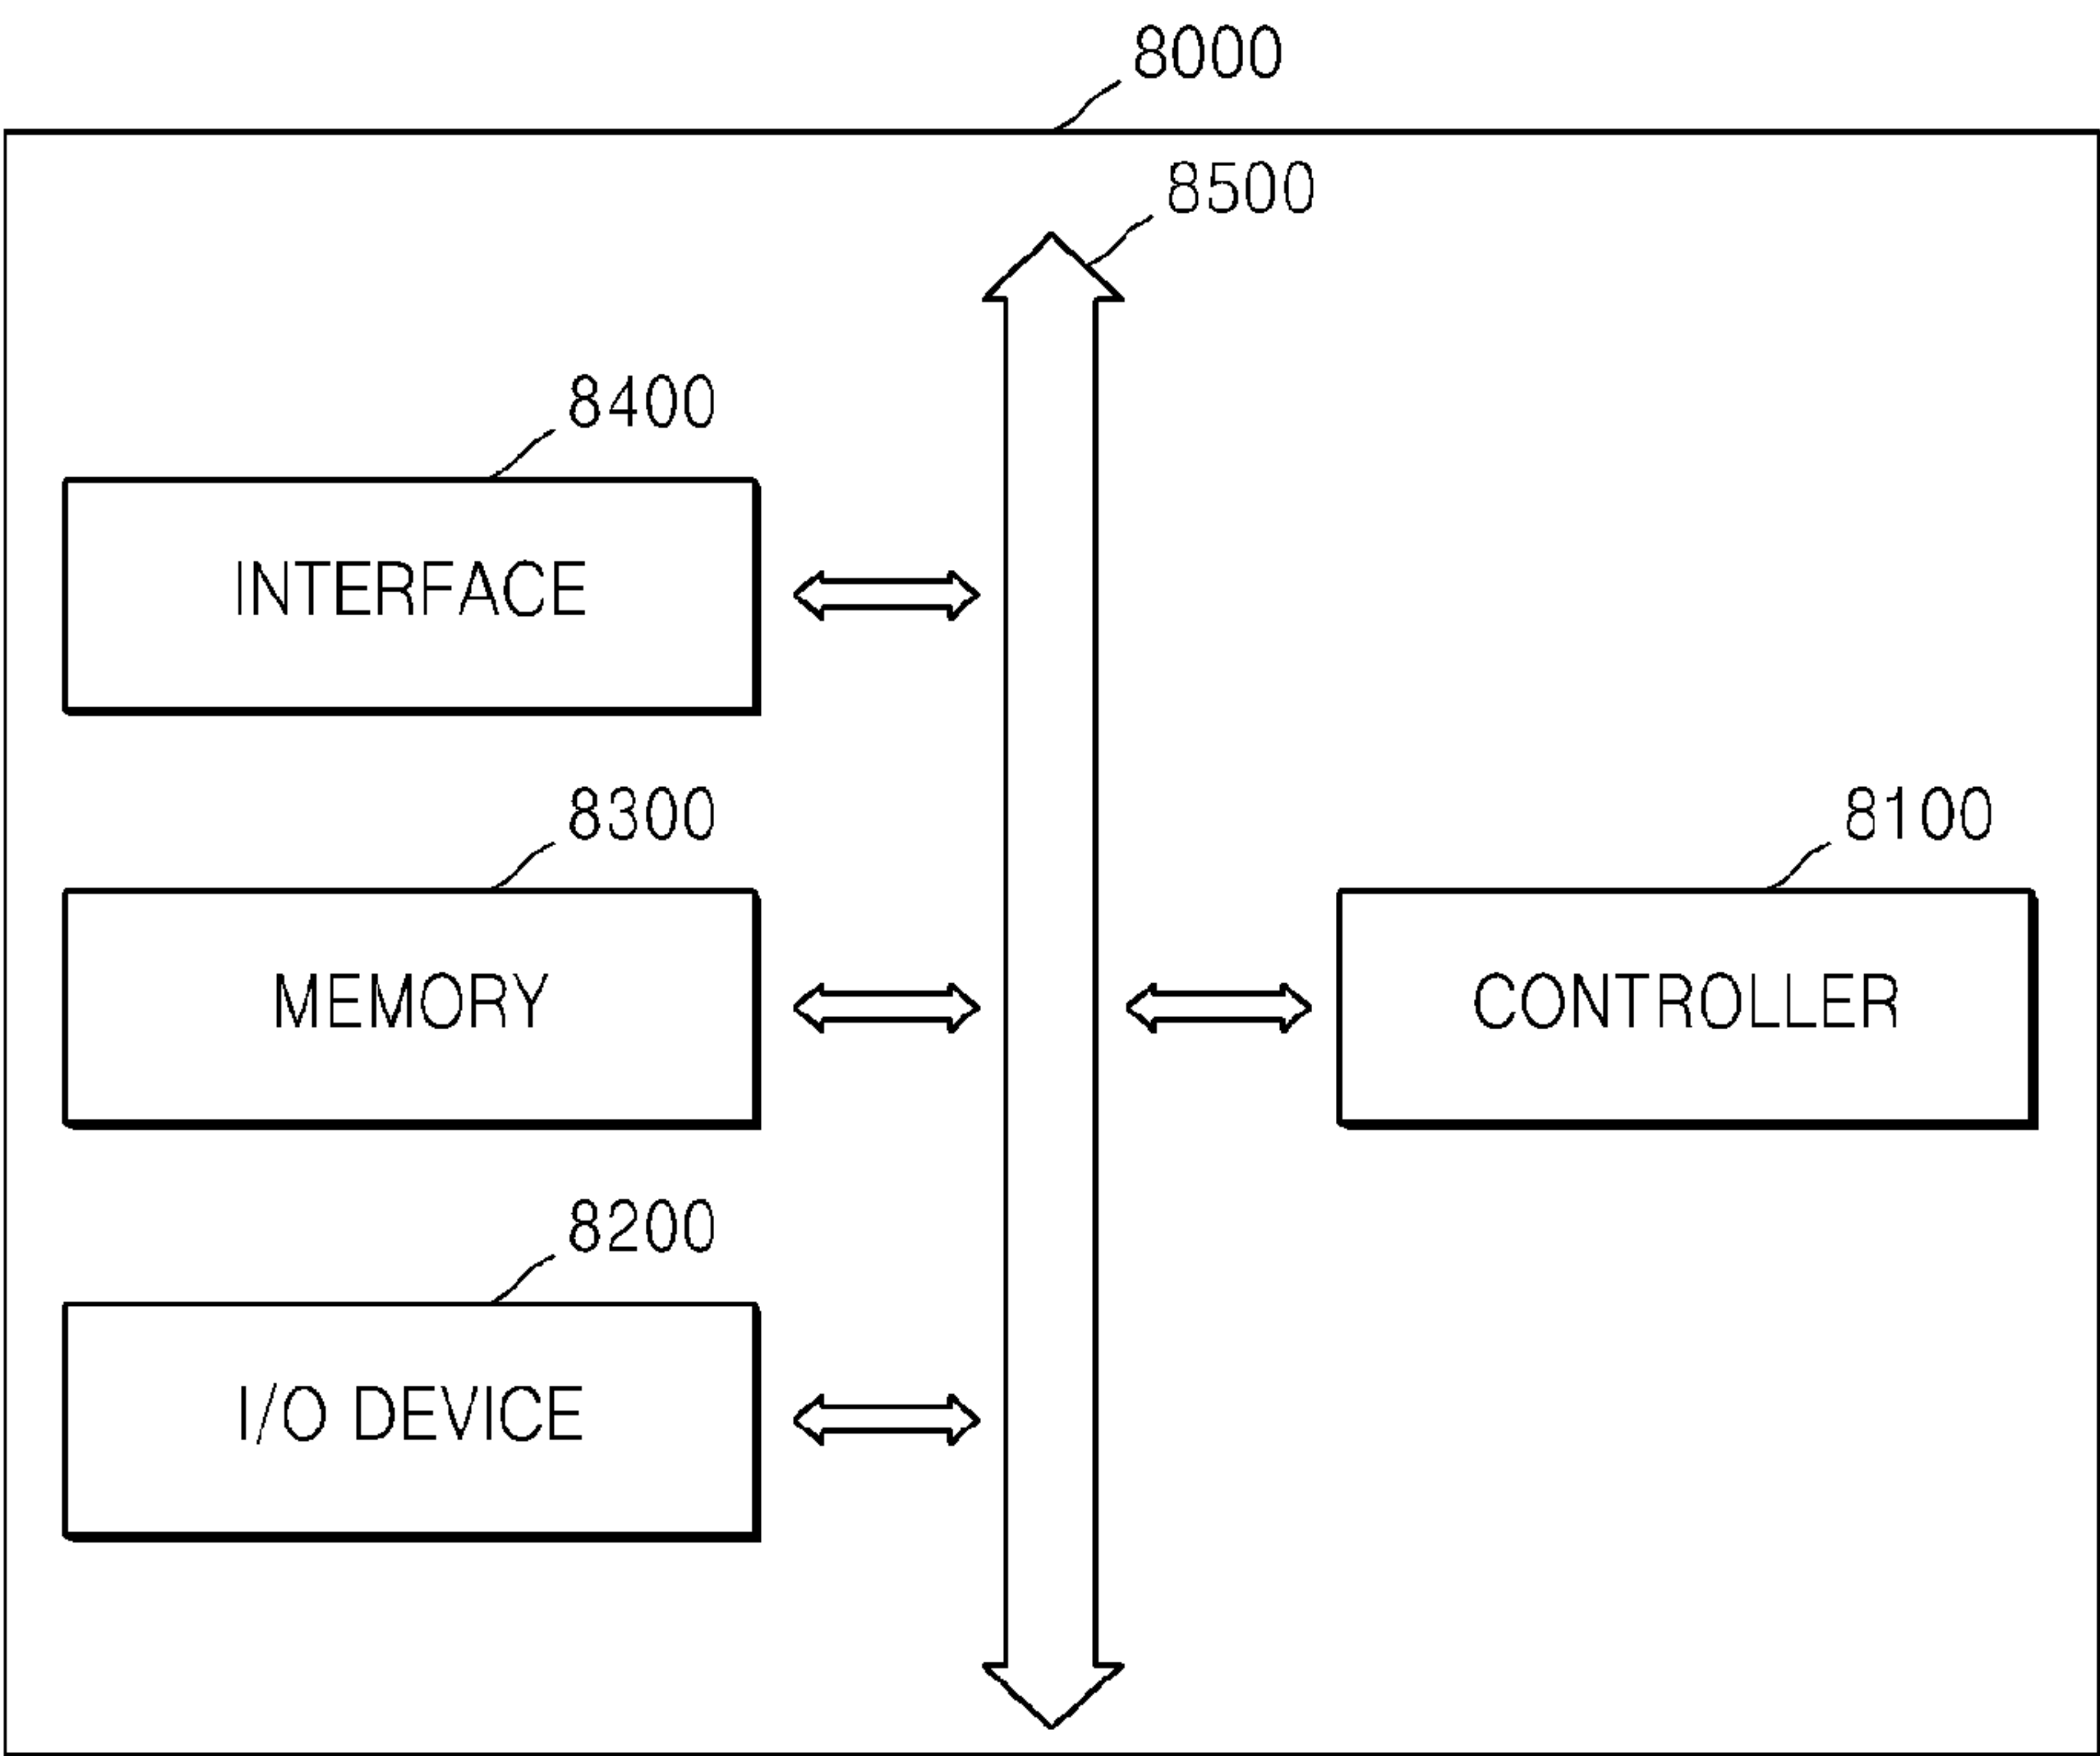 8000
8500
8400
INTERFACE
8300
MEMORY
8100
CONTROLLER
8200
I/O DEVICE